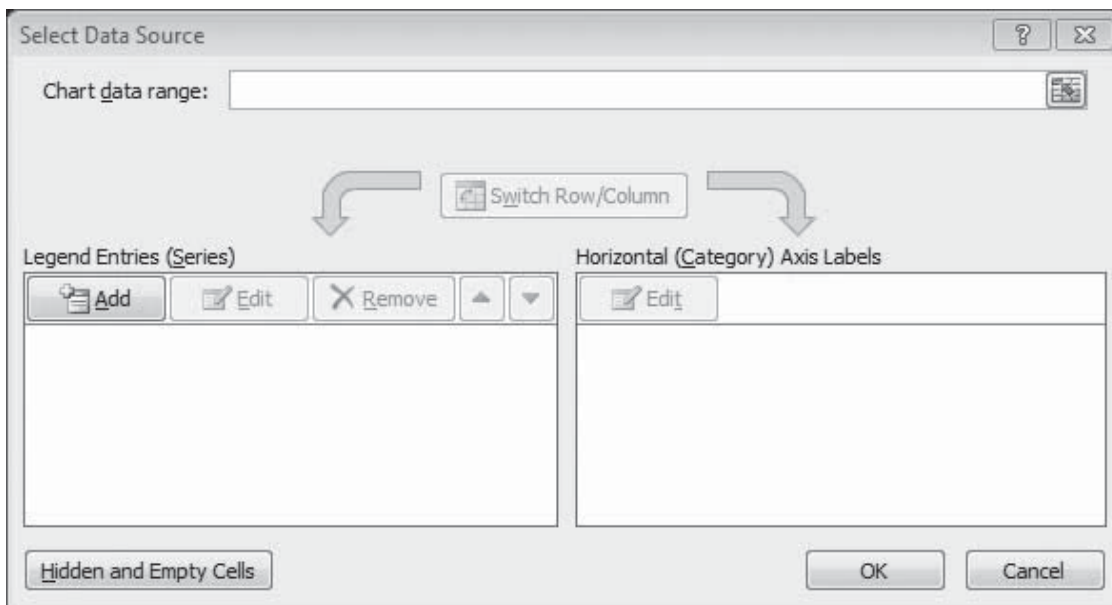 Select Data Source
Chart data range:
Switch Row/Column
Legend Entries (Series)
Horizontal (Category) Axis Labels
Add Edit Remove
Edit
Hidden and Empty Cells
OK Cancel